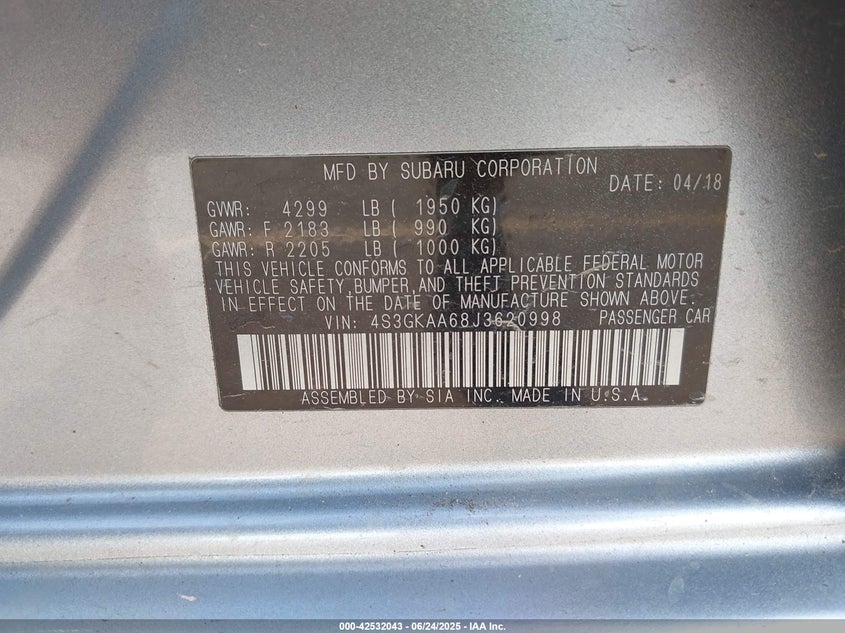 MFD BY SUBARU CORPORATION
DATE: 04/18
GVWR: 4299 LB ( 1950 KG)
GAWR: F 2183 LB ( 990 KG)
GAWR: R 2205 LB ( 1000 KG)
THIS VEHICLE CONFORMS TO ALL APPLICABLE FEDERAL MOTOR
VEHICLE SAFETY, BUMPER, AND THEFT PREVENTION STANDARDS
IN EFFECT ON THE DATE OF MANUFACTURE SHOWN ABOVE.
VIN: 4S3GKAA68J3620998 PASSENGER CAR
ASSEMBLED BY SIA INC. MADE IN U.S.A.
000-42532043 / 06/24/2025 - IAA Inc.